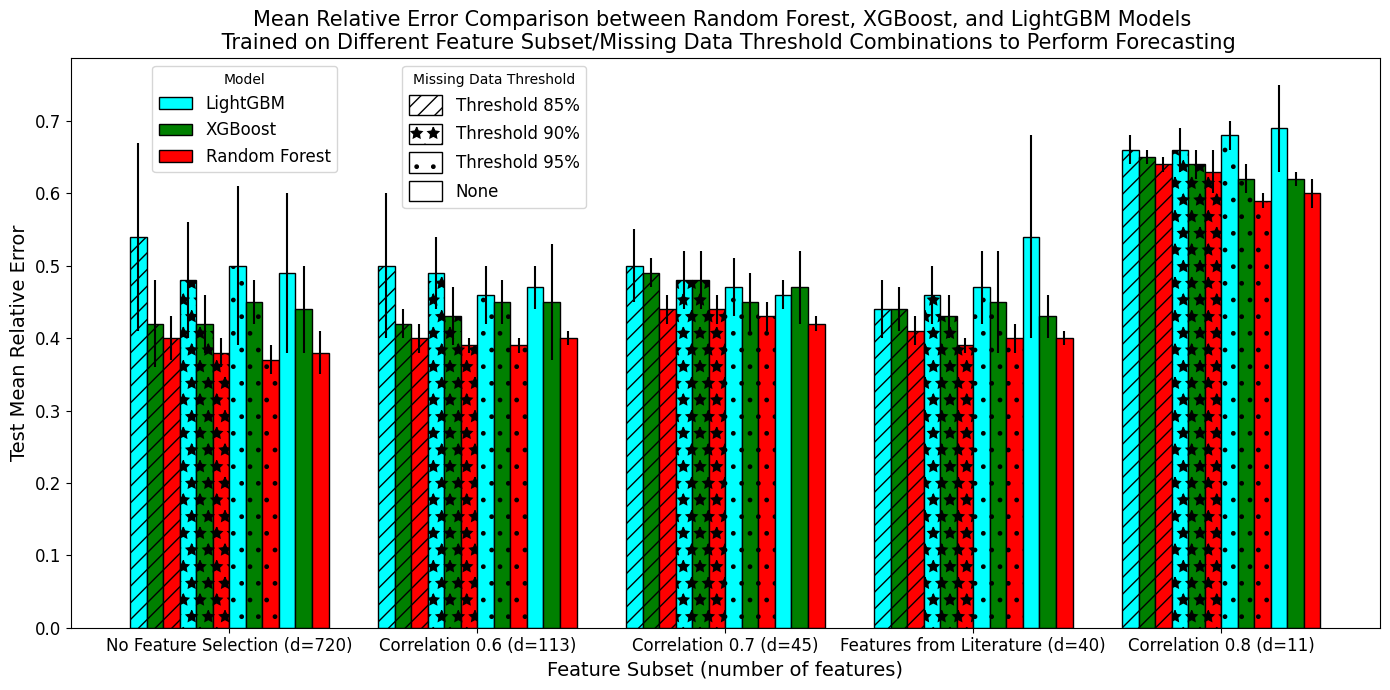 Mean Relative Error Comparison between Random Forest, XGBoost, and LightGBM Models
Trained on Different Feature Subset/Missing Data Threshold Combinations to Perform Forecasting
Model
LightGBM
XGBoost
Random Forest
Missing Data Threshold
Threshold 85%
Threshold 90%
Threshold 95%
None
Test Mean Relative Error
0.7
0.6
0.5
0.4
0.3
0.2
0.1
0.0
No Feature Selection (d=720)
Correlation 0.6 (d=113)
Correlation 0.7 (d=45)
Features from Literature (d=40)
Correlation 0.8 (d=11)
Feature Subset (number of features)